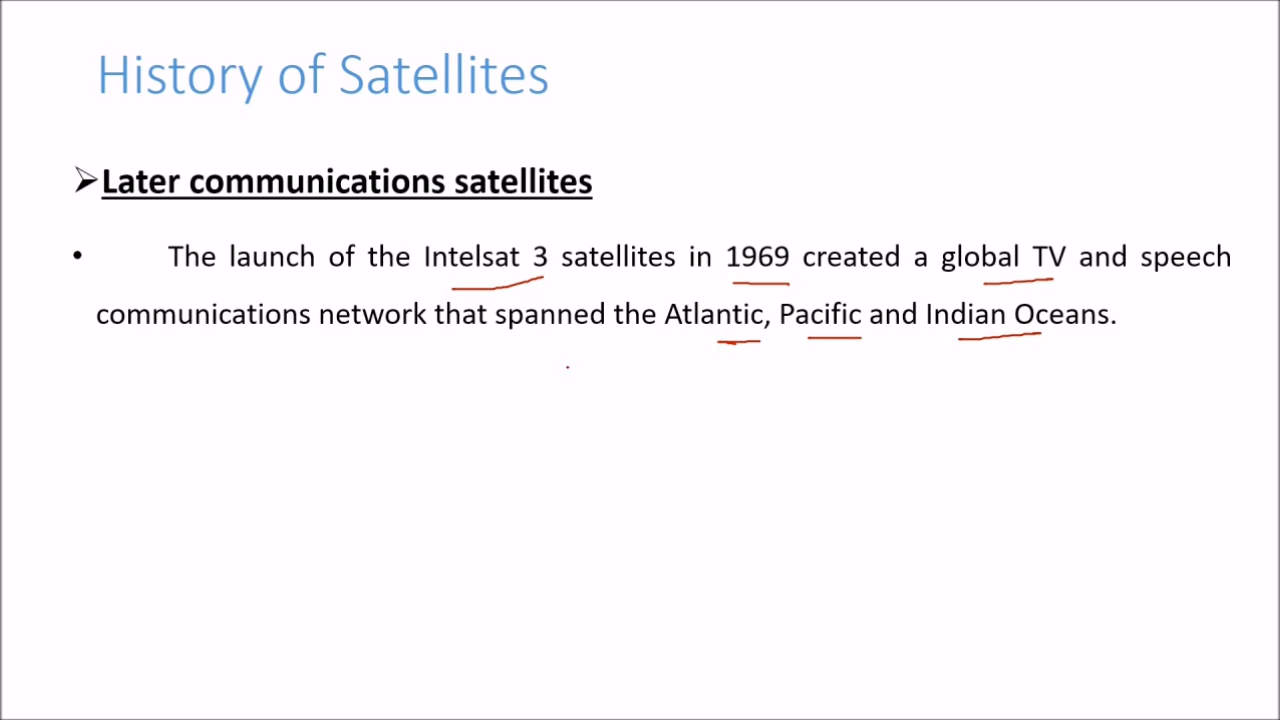 History of Satellites
➢Later communications satellites
• The launch of the Intelsat 3 satellites in 1969 created a global TV and speech
communications network that spanned the Atlantic, Pacific and Indian Oceans.